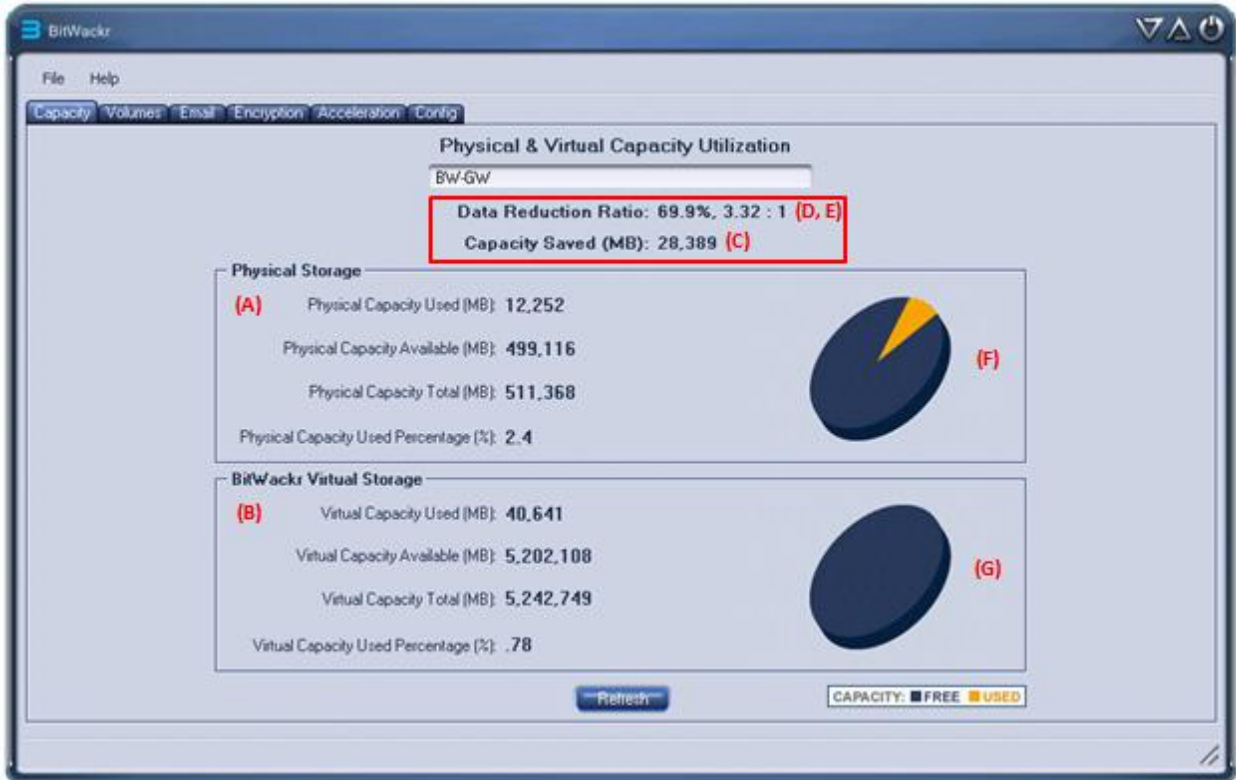 BitWackr
File Help
Capacity Volumes Email Encryption Acceleration Config
Physical & Virtual Capacity Utilization
BW-GW
Data Reduction Ratio: 69.9%, 3.32 : 1 (D, E)
Capacity Saved (MB): 28,389 (C)
Physical Storage
(A) Physical Capacity Used (MB): 12,252
Physical Capacity Available (MB): 499,116
(F)
Physical Capacity Total (MB): 511,368
Physical Capacity Used Percentage (%): 2.4
BitWackr Virtual Storage
(B) Virtual Capacity Used (MB): 40,641
Virtual Capacity Available (MB): 5,202,108
(G)
Virtual Capacity Total (MB): 5,242,749
Virtual Capacity Used Percentage (%): .78
Refresh
CAPACITY: FREE USED